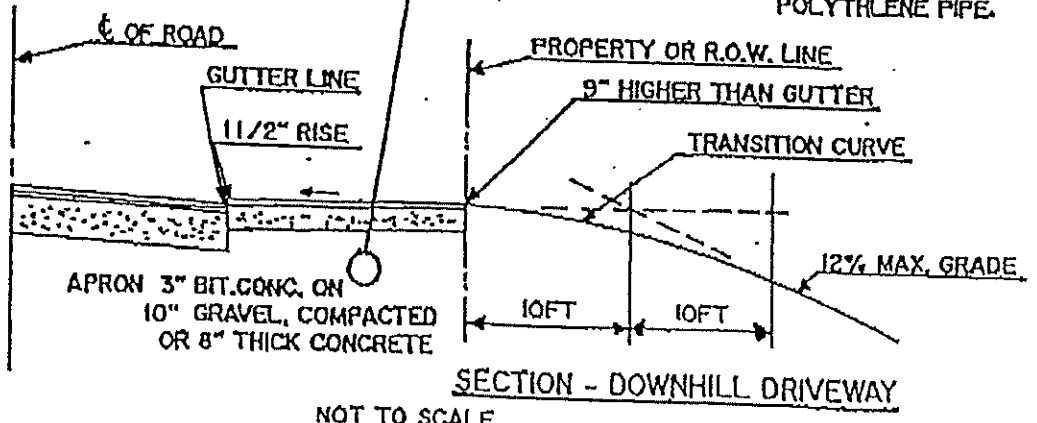 POLYTHLENE PIPE.
℄ OF ROAD
PROPERTY OR R.O.W. LINE
GUTTER LINE
9" HIGHER THAN GUTTER
1 1/2" RISE
TRANSITION CURVE
12% MAX. GRADE
APRON 3" BIT.CONC. ON
10" GRAVEL, COMPACTED
OR 8" THICK CONCRETE
10FT
10FT
SECTION - DOWNHILL DRIVEWAY
NOT TO SCALE